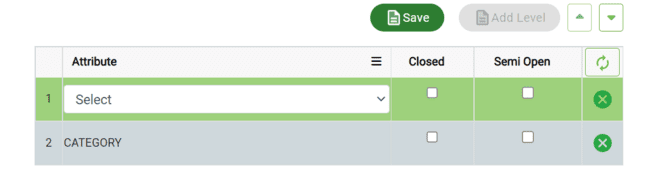 Save Add Level
Attribute Closed Semi Open
1 Select
2 CATEGORY